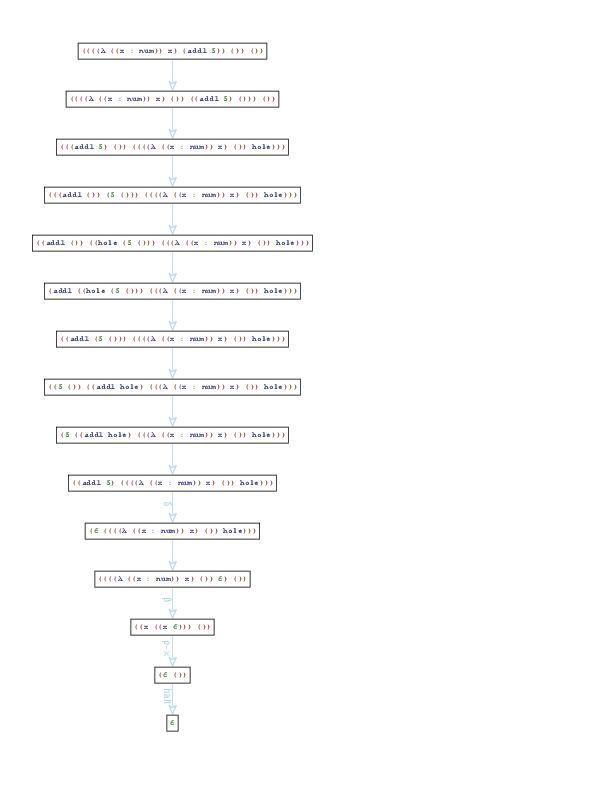 ((((λ ((x : num)) x) (add1 5)) ()) ())
((((λ ((x : num)) x) ()) ((add1 5) ())) ())
(((add1 5) ()) ((((λ ((x : num)) x) ()) hole)))
(((add1 ()) (5 ())) ((((λ ((x : num)) x) ()) hole)))
((add1 ()) ((hole (5 ())) (((λ ((x : num)) x) ()) hole)))
(add1 ((hole (5 ())) (((λ ((x : num)) x) ()) hole)))
((add1 (5 ())) ((((λ ((x : num)) x) ()) hole)))
((5 ()) ((add1 hole) (((λ ((x : num)) x) ()) hole)))
(5 ((add1 hole) (((λ ((x : num)) x) ()) hole)))
((add1 5) ((((λ ((x : num)) x) ()) hole)))
δ
(6 ((((λ ((x : num)) x) ()) hole)))
((((λ ((x : num)) x) ()) 6) ())
β
((x ((x 6))) ())
ρ-x
(6 ())
halt
6